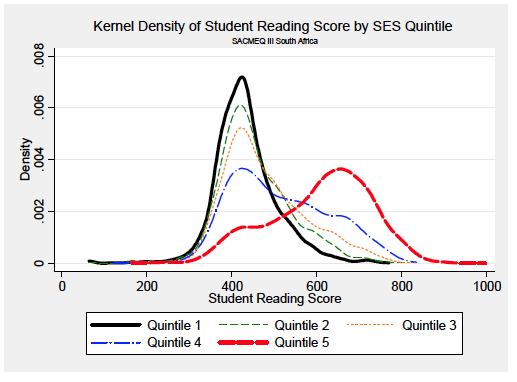 Kernel Density of Student Reading Score by SES Quintile
SACMEQ III South Africa
Density
.008
.006
.004
.002
0
0 200 400 600 800 1000
Student Reading Score
Quintile 1 Quintile 2 Quintile 3
Quintile 4 Quintile 5